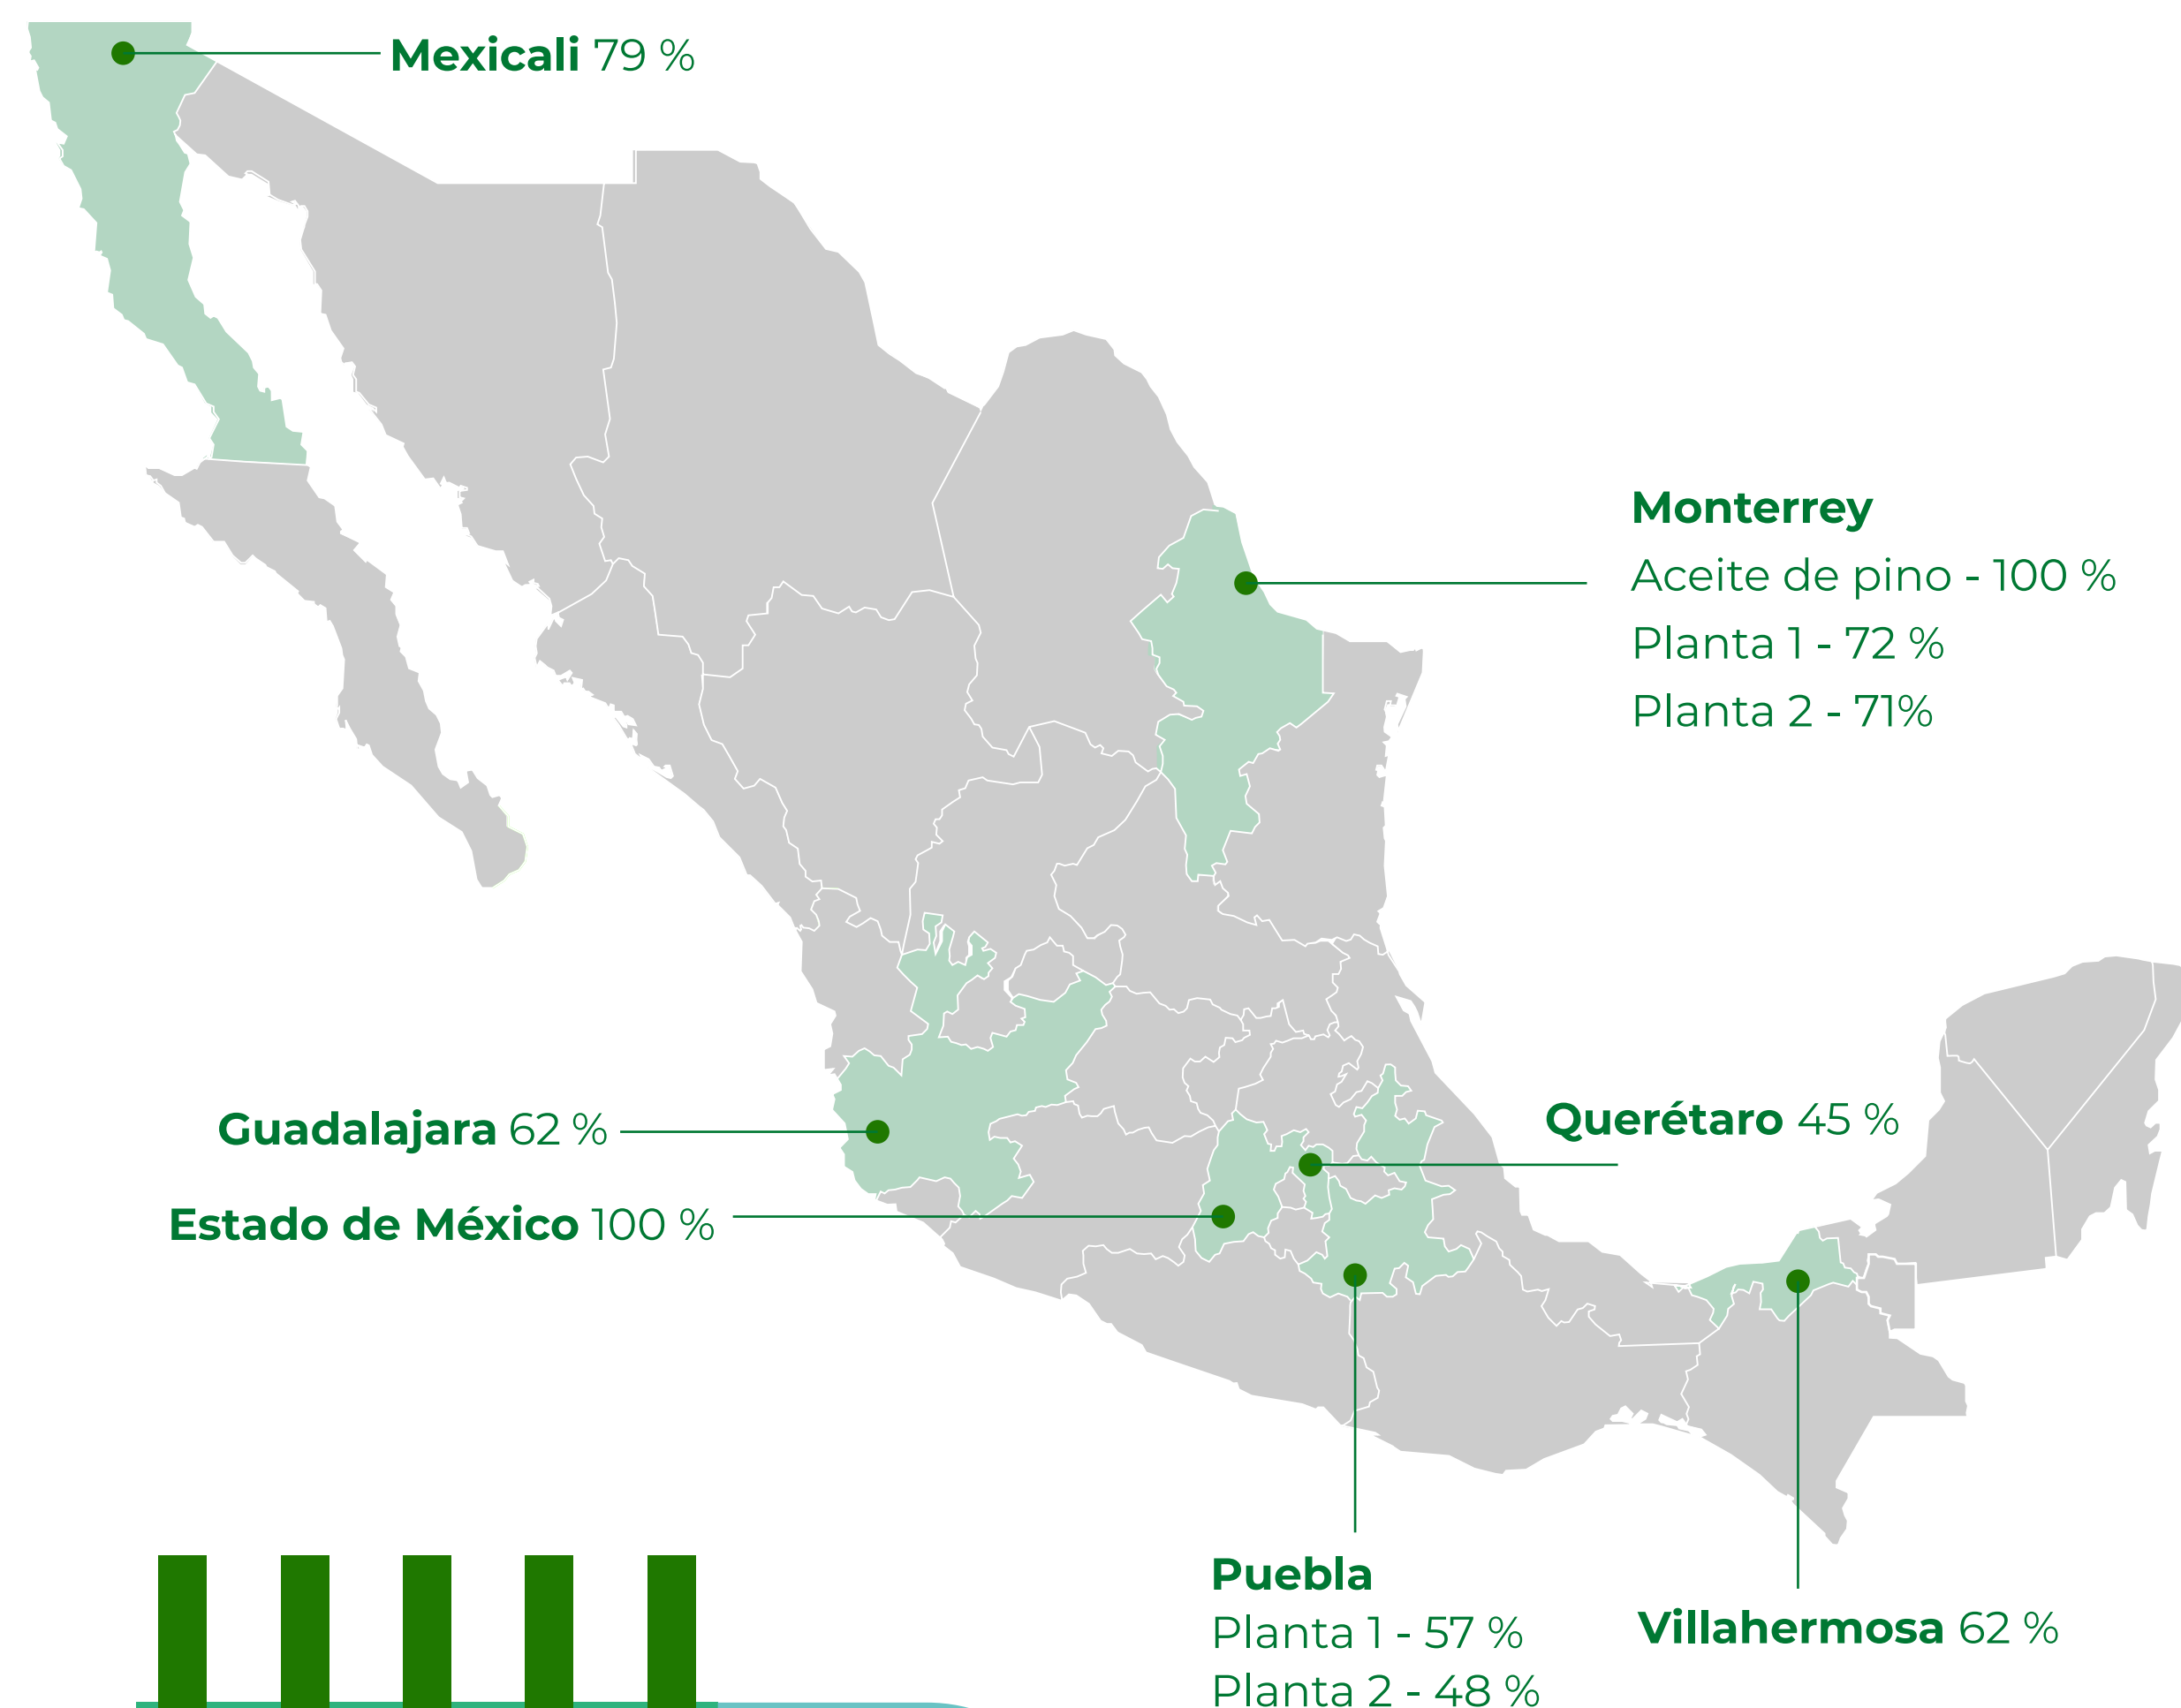 Mexicali 79 %
Monterrey
Aceite de pino - 100 %
Planta 1 - 72 %
Planta 2 - 71%
Guadalajara 62 %
Querétaro 45 %
Estado de México 100 %
Puebla
Planta 1 - 57 %
Planta 2 - 48 %
Villahermosa 62 %